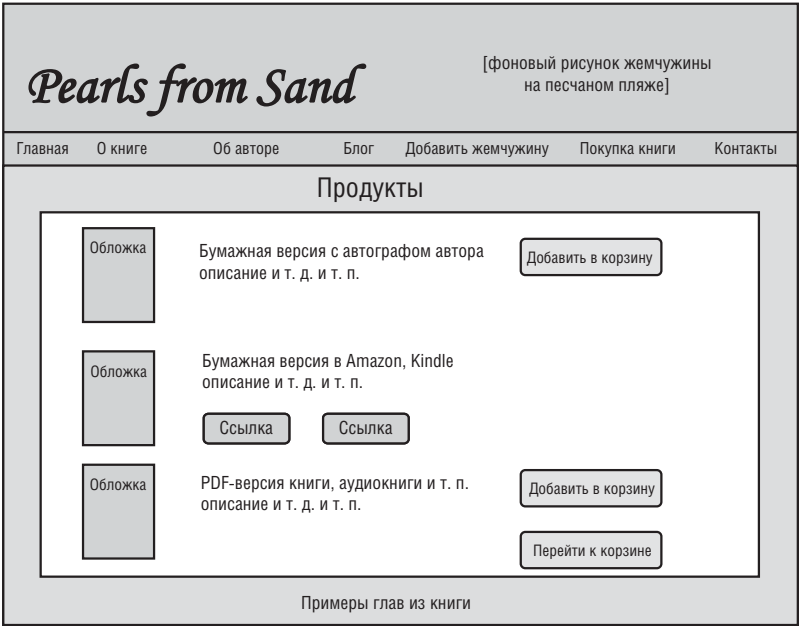 Pearls from Sand
[фоновый рисунок жемчужины
на песчаном пляже]
Главная О книге Об авторе Блог Добавить жемчужину Покупка книги Контакты
Продукты
Обложка
Бумажная версия с автографом автора
описание и т. д. и т. п.
Добавить в корзину
Обложка
Бумажная версия в Amazon, Kindle
описание и т. д. и т. п.
Ссылка Ссылка
Обложка
PDF-версия книги, аудиокниги и т. п.
описание и т. д. и т. п.
Добавить в корзину
Перейти к корзине
Примеры глав из книги